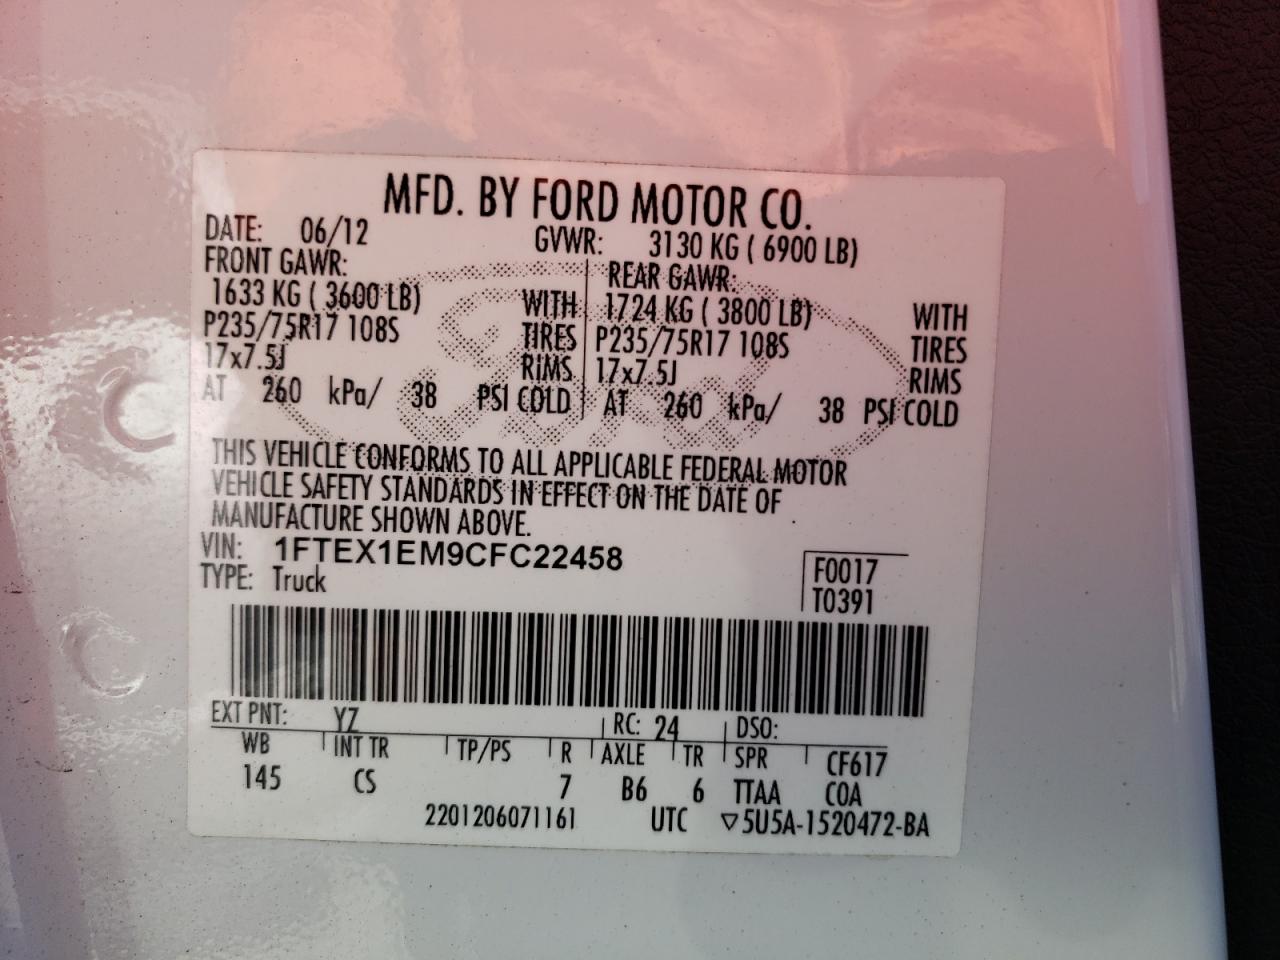 MFD. BY FORD MOTOR CO.
DATE: 06/12 GVWR: 3130 KG ( 6900 LB)
FRONT GAWR: REAR GAWR:
1633 KG ( 3600 LB) WITH 1724 KG ( 3800 LB) WITH
P235/75R17 108S TIRES P235/75R17 108S TIRES
17x7.5J RIMS 17x7.5J RIMS
AT 260 kPa/ 38 PSI COLD AT 260 kPa/ 38 PSI COLD
Ford
THIS VEHICLE CONFORMS TO ALL APPLICABLE FEDERAL MOTOR
VEHICLE SAFETY STANDARDS IN EFFECT ON THE DATE OF
MANUFACTURE SHOWN ABOVE.
VIN: 1FTEX1EM9CFC22458
TYPE: Truck
F0017
T0391
EXT PNT: YZ RC: 24 DSO:
WB INT TR TP/PS R AXLE TR SPR CF617
145 CS 7 B6 6 TTAA COA
2201206071161 UTC ▽5U5A-1520472-BA